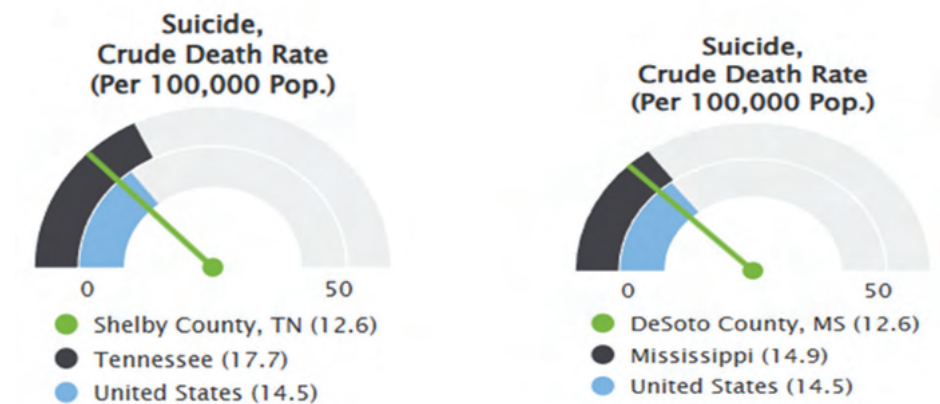 Suicide,
Crude Death Rate
(Per 100,000 Pop.)
0 50
Shelby County, TN (12.6)
Tennessee (17.7)
United States (14.5)
Suicide,
Crude Death Rate
(Per 100,000 Pop.)
0 50
DeSoto County, MS (12.6)
Mississippi (14.9)
United States (14.5)